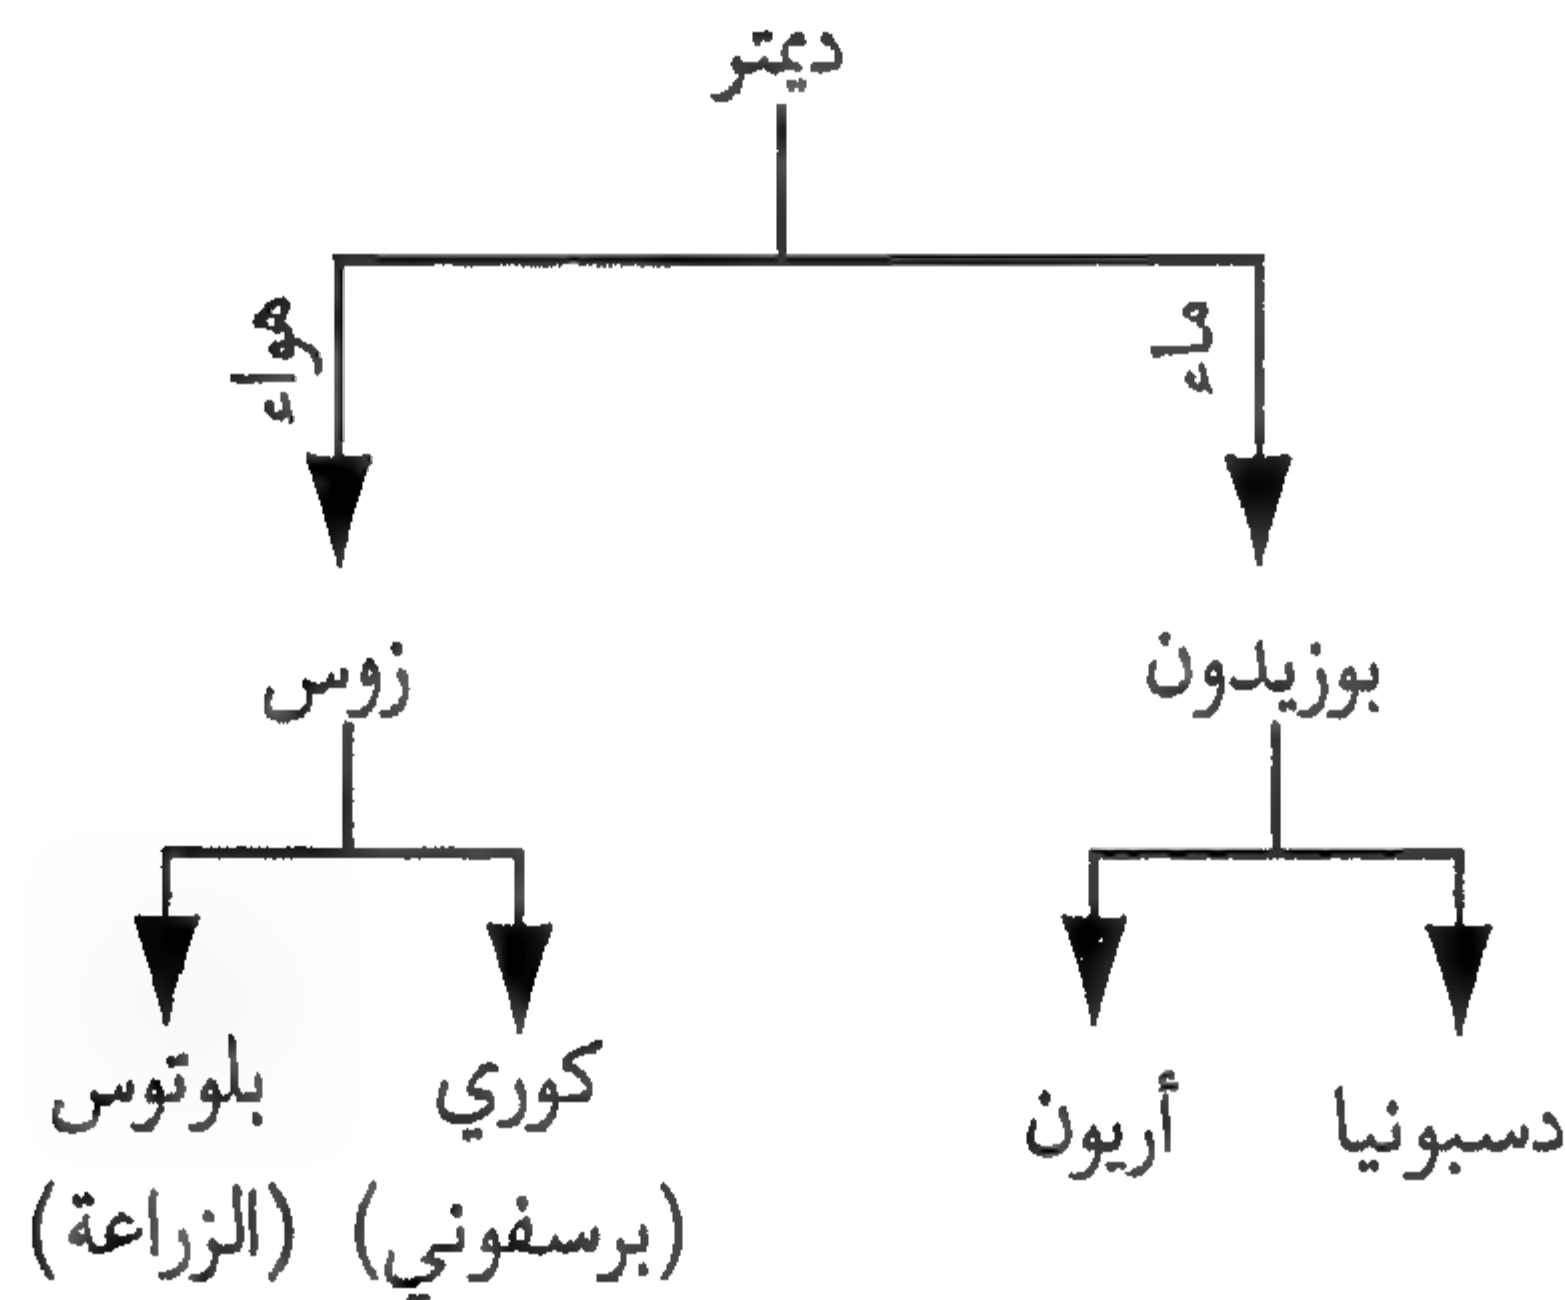 ديمتر
ماء
هواء
بوزيدون
زوس
دسبونيا
أريون
كوري
(برسفوني)
بلوتوس
(الزراعة)